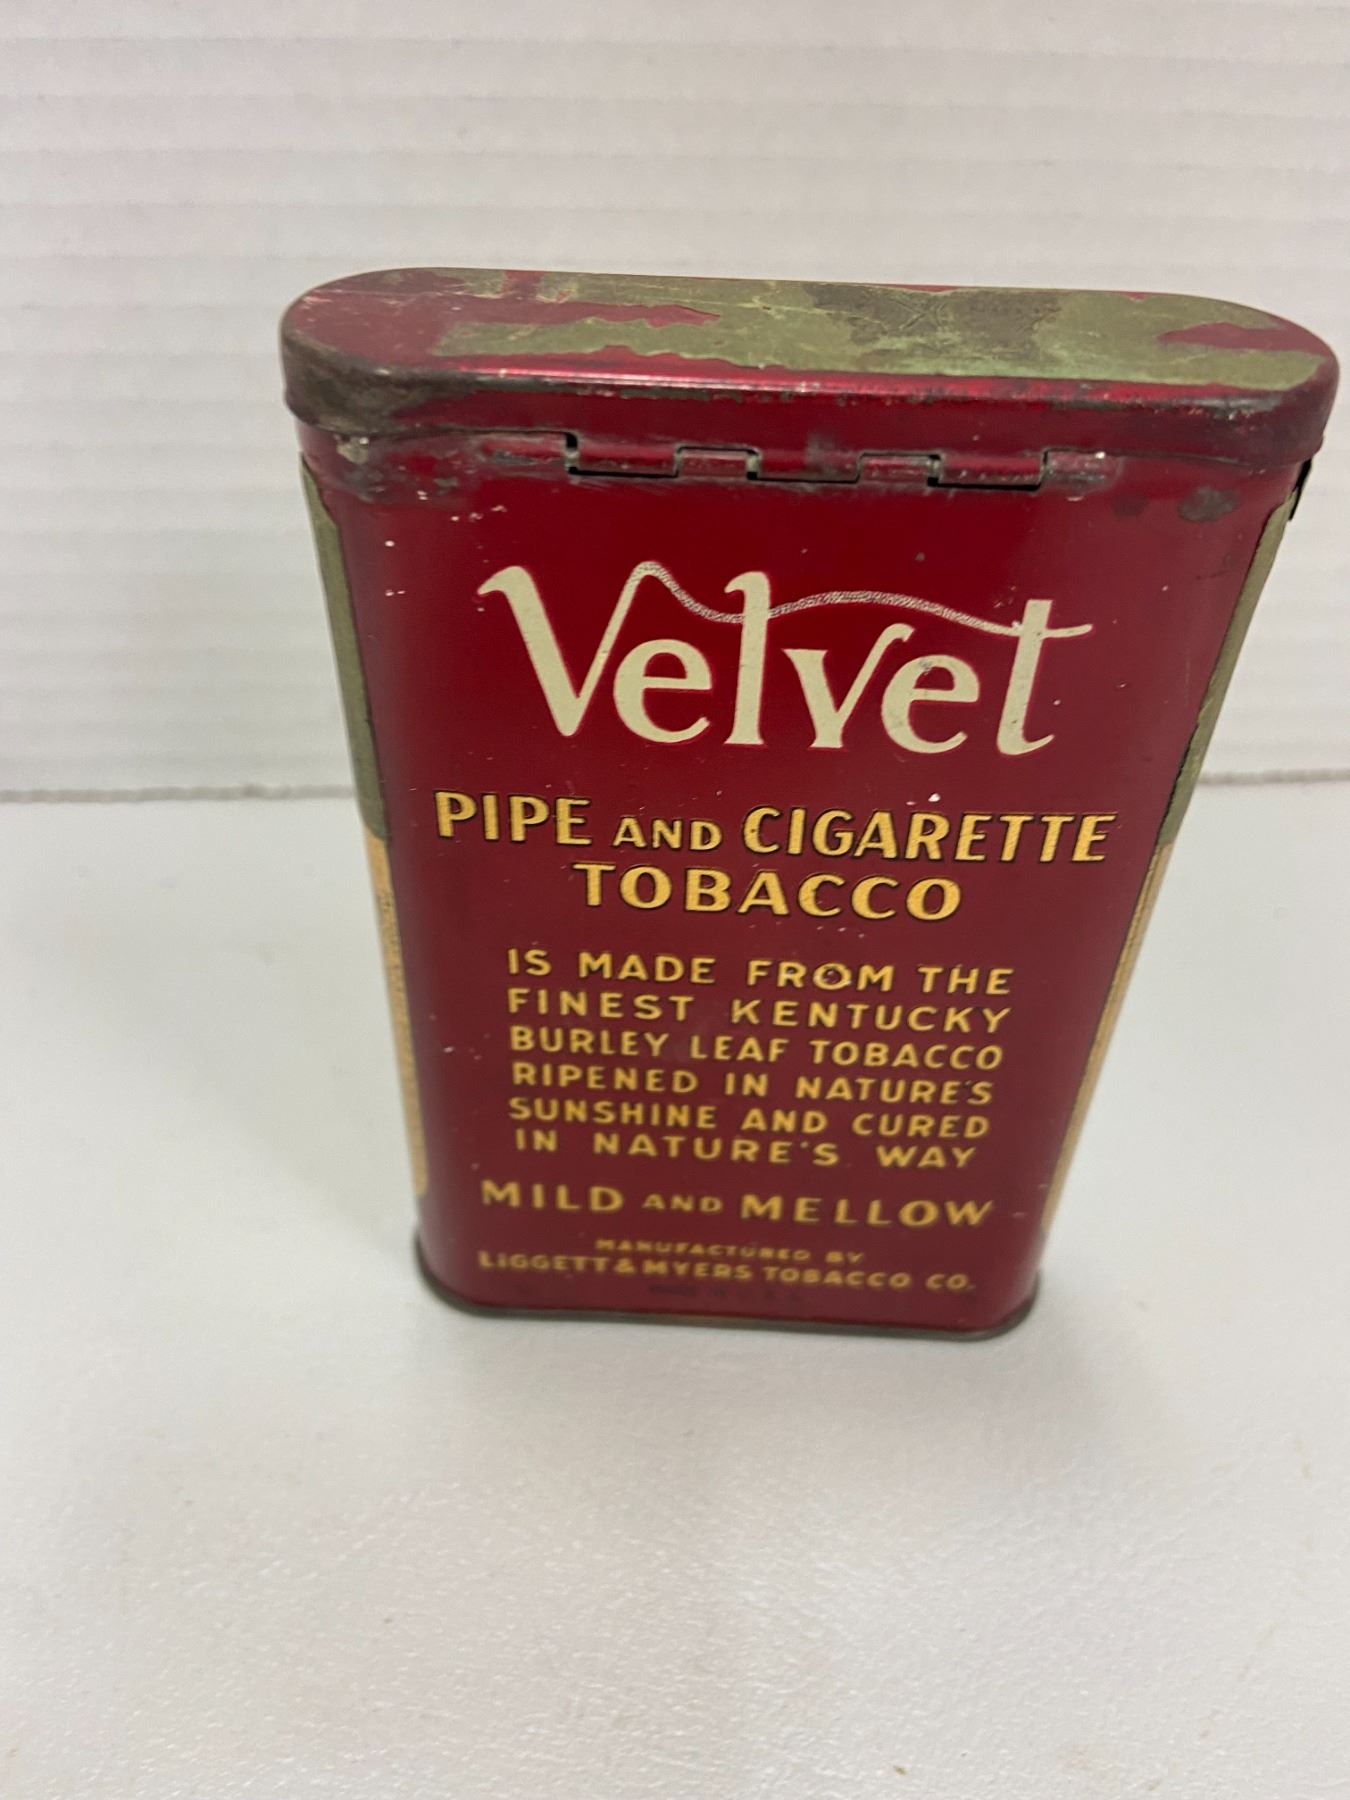 Velvet
PIPE AND CIGARETTE
TOBACCO
IS MADE FROM THE
FINEST KENTUCKY
BURLEY LEAF TOBACCO
RIPENED IN NATURE'S
SUNSHINE AND CURED
IN NATURE'S WAY
MILD AND MELLOW
MANUFACTURED BY
LIGGETT & MYERS TOBACCO CO.